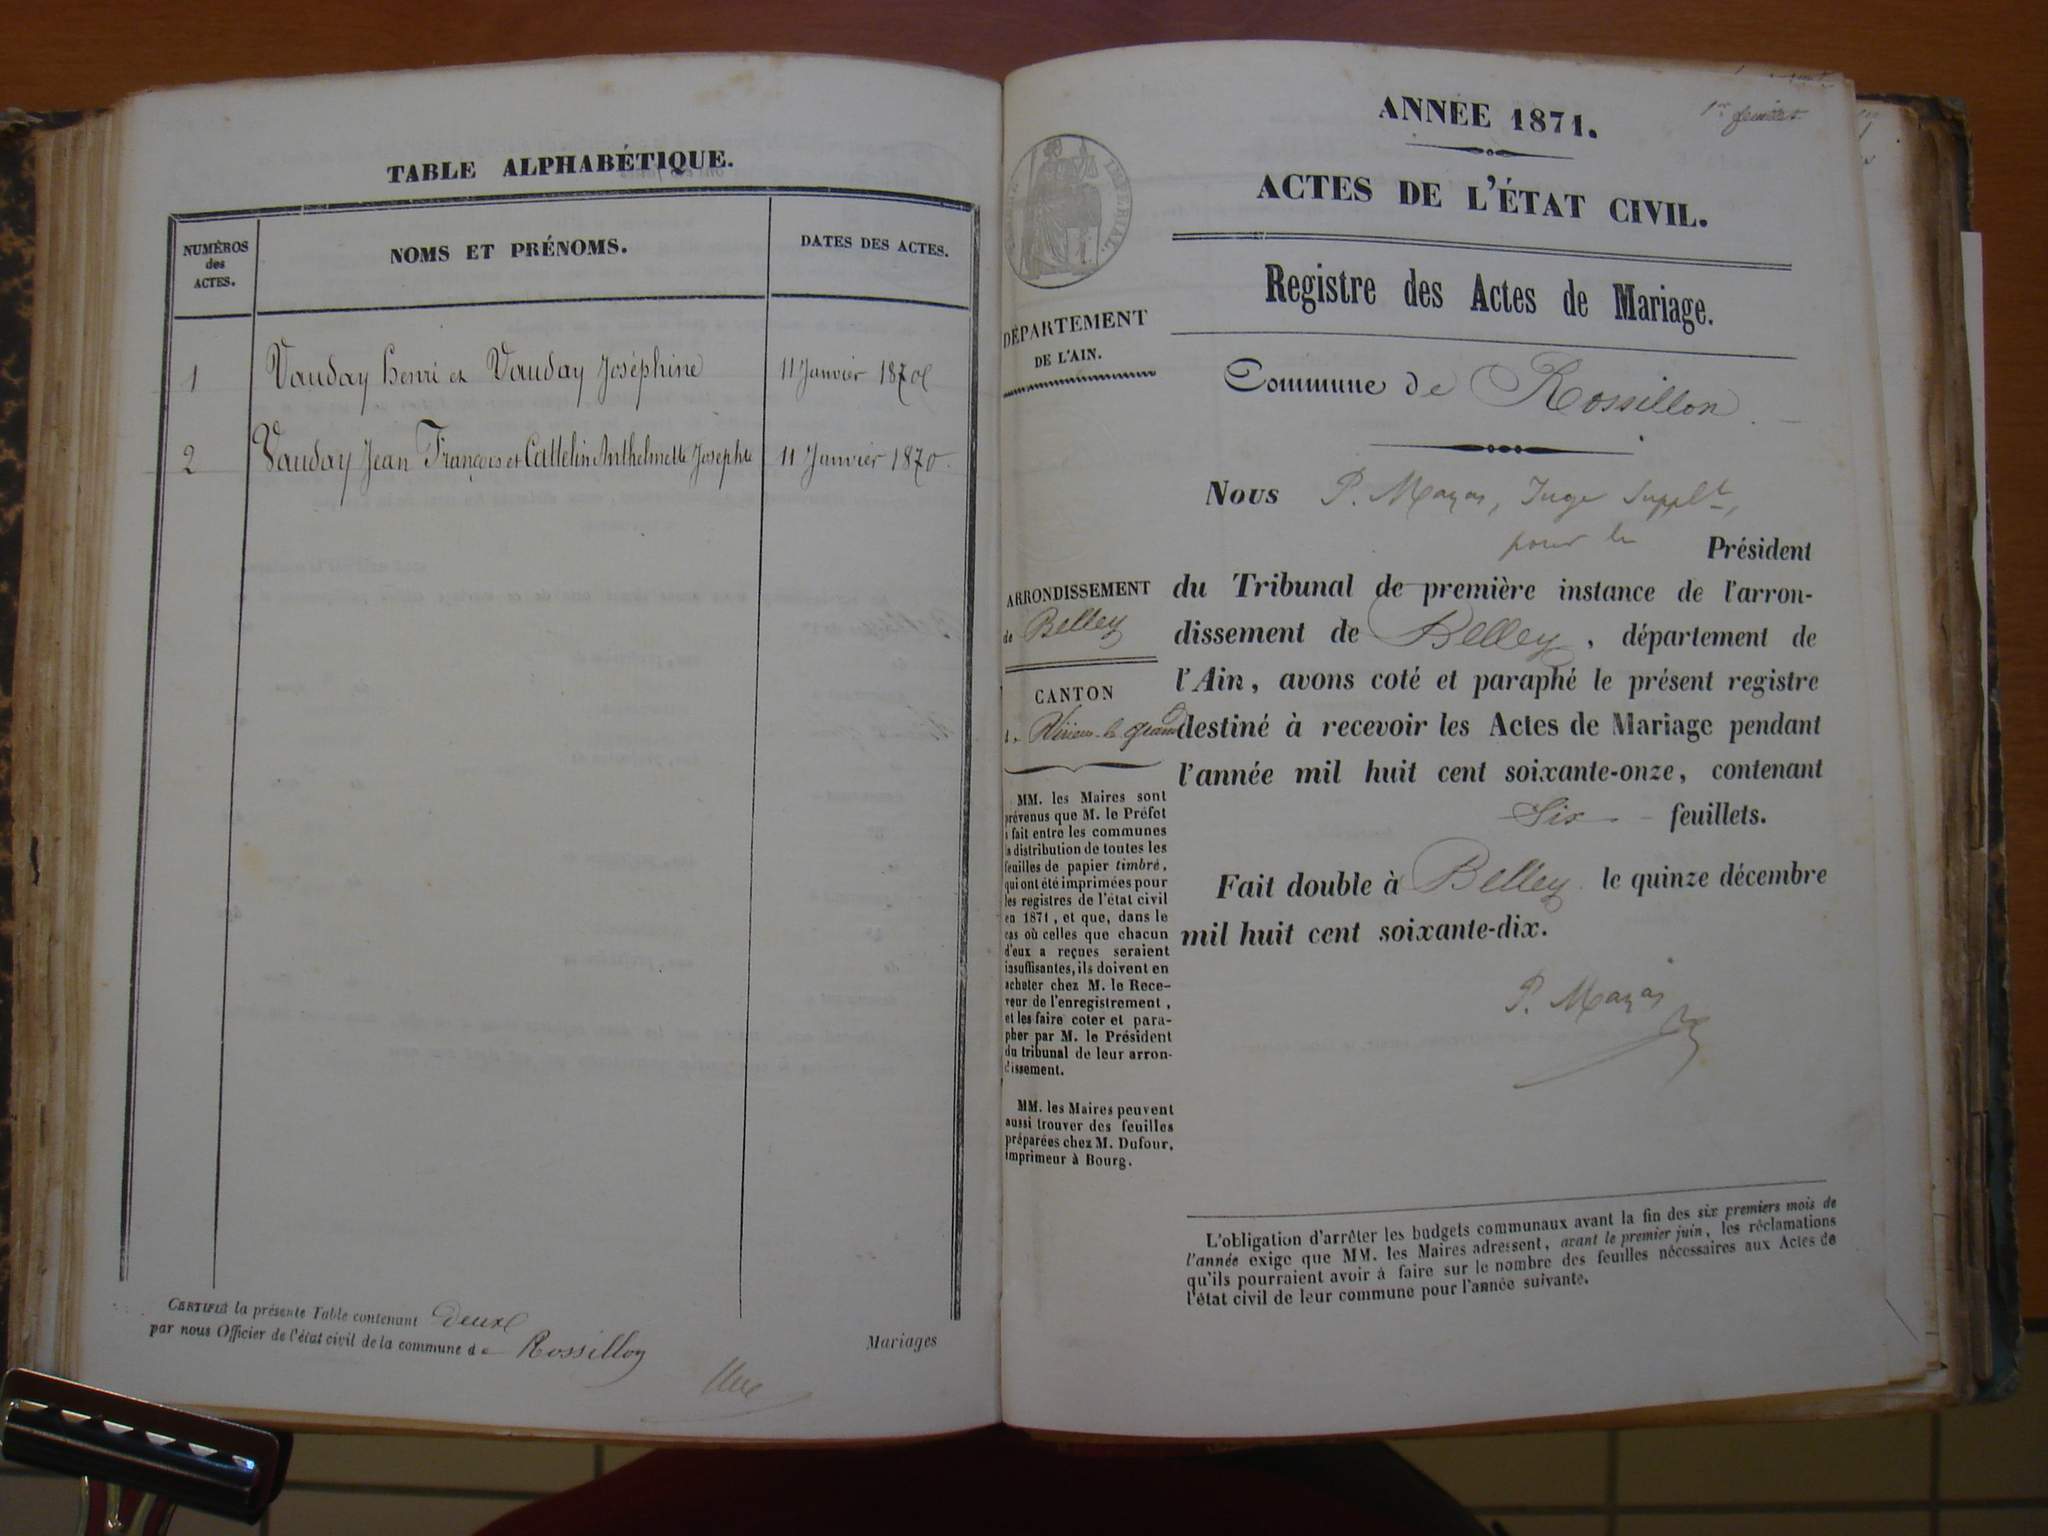 TABLE ALPHABÉTIQUE.
NUMÉROS
des
ACTES.
NOMS ET PRÉNOMS.
DATES DES ACTES.
1 Vauday Henri et Vauday Joséphine 11 Janvier 1870
2 Vauday Jean François et Cattelin Anthelmette Josephte 11 Janvier 1870.
CERTIFIÉ la présente Table contenant deux
Mariages
par nous Officier de l'état civil de la commune de Rossillon
ANNÉE 1871.
1er feuillet
ACTES DE L'ÉTAT CIVIL.
Registre des Actes de Mariage.
IMPÉRIAL.
DÉPARTEMENT
DE L'AIN.
ARRONDISSEMENT
de Belley
CANTON
de Virieu-le-Grand
MM. les Maires sont
prévenus que M. le Préfet
a fait entre les communes
la distribution de toutes les
feuilles de papier timbré,
qui ont été imprimées pour
les registres de l'état civil
en 1871, et que, dans le
cas où celles que chacun
d'eux a reçues seraient
insuffisantes, ils doivent en
acheter chez M. le Rece-
veur de l'enregistrement,
et les faire coter et para-
pher par M. le Président
du tribunal de leur arron-
dissement.
MM. les Maires peuvent
aussi trouver des feuilles
préparées chez M. Dufour,
imprimeur à Bourg.
Commune de Rossillon.
Nous P. Mazas, Juge Suppl.t,
pour le Président
du Tribunal de première instance de l'arron-
dissement de Belley, département de
l'Ain, avons coté et paraphé le présent registre
destiné à recevoir les Actes de Mariage pendant
l'année mil huit cent soixante-onze, contenant
Six feuillets.
Fait double à Belley le quinze décembre
mil huit cent soixante-dix.
P. Mazas
L'obligation d'arrêter les budgets communaux avant la fin des six premiers mois de
l'année exige que MM. les Maires adressent, avant le premier juin, les réclamations
qu'ils pourraient avoir à faire sur le nombre des feuilles nécessaires aux Actes de
l'état civil de leur commune pour l'année suivante.